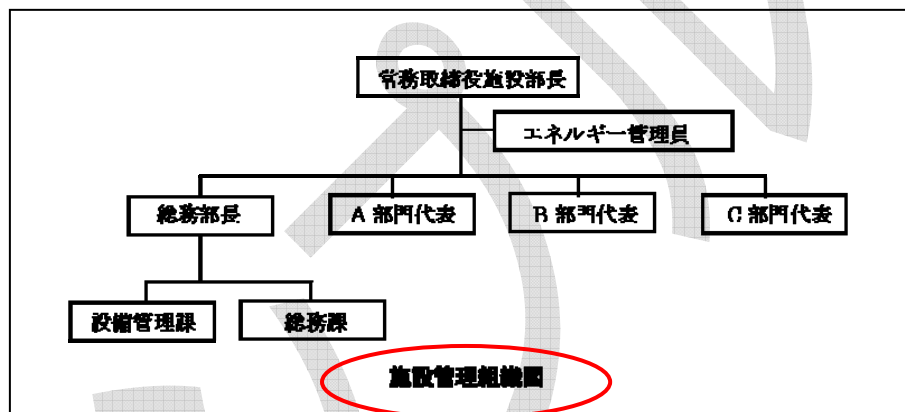 常務取締役施設部長
エネルギー管理員
総務部長
A 部門代表
B 部門代表
C 部門代表
設備管理課
総務課
施設管理組織図